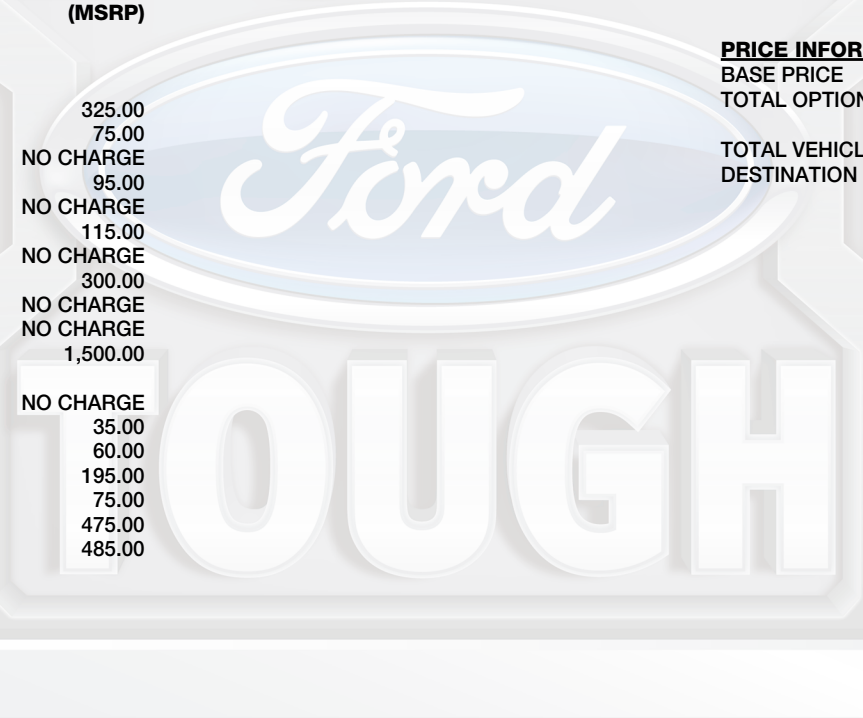 (MSRP)
325.00
75.00
NO CHARGE
95.00
NO CHARGE
115.00
NO CHARGE
300.00
NO CHARGE
NO CHARGE
1,500.00
NO CHARGE
35.00
60.00
195.00
75.00
475.00
485.00
PRICE INFOR
BASE PRICE
TOTAL OPTION
TOTAL VEHICL
DESTINATION
Ford
TOUGH